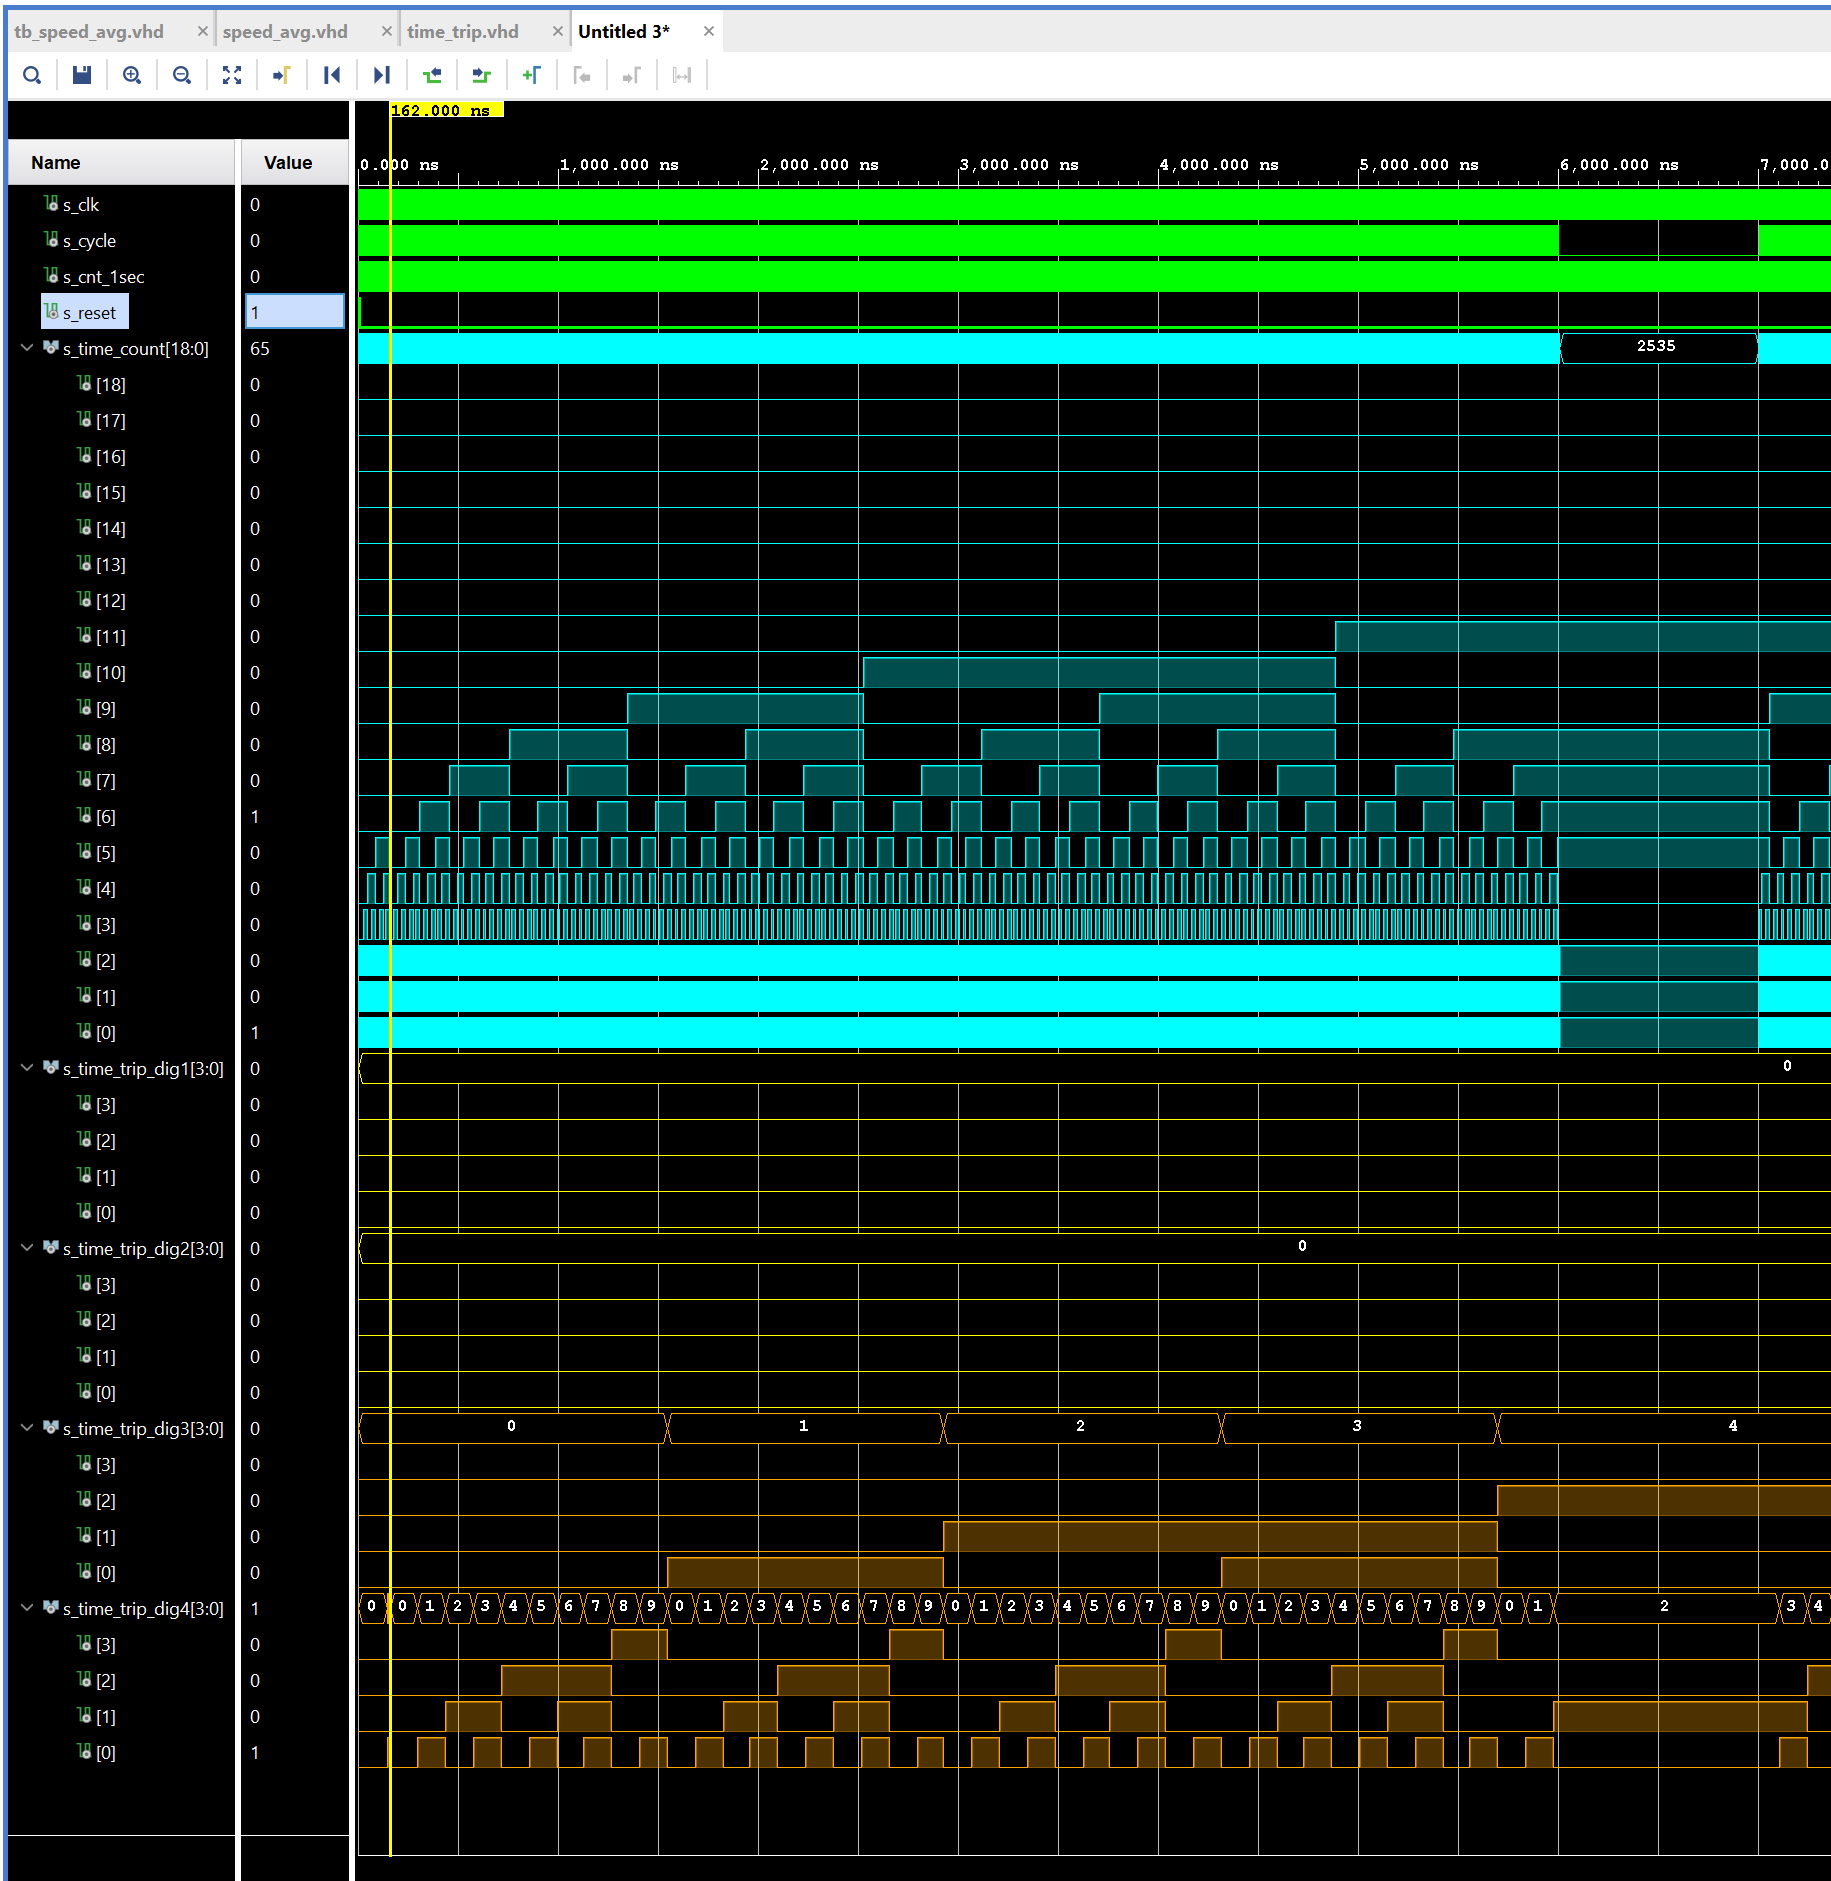 tb_speed_avg.vhd × speed_avg.vhd × time_trip.vhd × Untitled 3* ×
162.000 ns
Name Value
0.000 ns 1,000.000 ns 2,000.000 ns 3,000.000 ns 4,000.000 ns 5,000.000 ns 6,000.000 ns 7,000.0
s_clk 0
s_cycle 0
s_cnt_1sec 0
s_reset 1
s_time_count[18:0] 65 2535
[18] 0
[17] 0
[16] 0
[15] 0
[14] 0
[13] 0
[12] 0
[11] 0
[10] 0
[9] 0
[8] 0
[7] 0
[6] 1
[5] 0
[4] 0
[3] 0
[2] 0
[1] 0
[0] 1
s_time_trip_dig1[3:0] 0 0
[3] 0
[2] 0
[1] 0
[0] 0
s_time_trip_dig2[3:0] 0 0
[3] 0
[2] 0
[1] 0
[0] 0
s_time_trip_dig3[3:0] 0 0 1 2 3 4
[3] 0
[2] 0
[1] 0
[0] 0
s_time_trip_dig4[3:0] 1 0 0 1 2 3 4 5 6 7 8 9 0 1 2 3 4 5 6 7 8 9 0 1 2 3 4 5 6 7 8 9 0 1 2 3 4 5 6 7 8 9 0 1 2 3 4
[3] 0
[2] 0
[1] 0
[0] 1